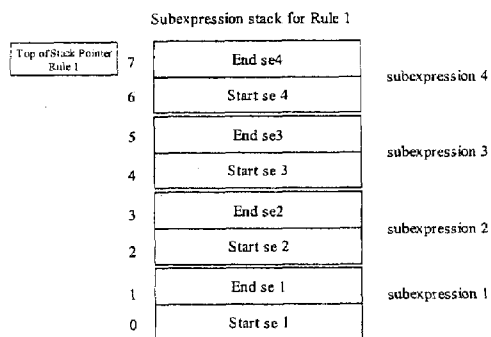 Subexpression stack for Rule 1
Top of Stack Pointer
Rule 1
7
End se4
subexpression 4
6
Start se 4
5
End se3
subexpression 3
4
Start se 3
3
End se2
subexpression 2
2
Start se 2
1
End se 1
subexpression 1
0
Start se 1